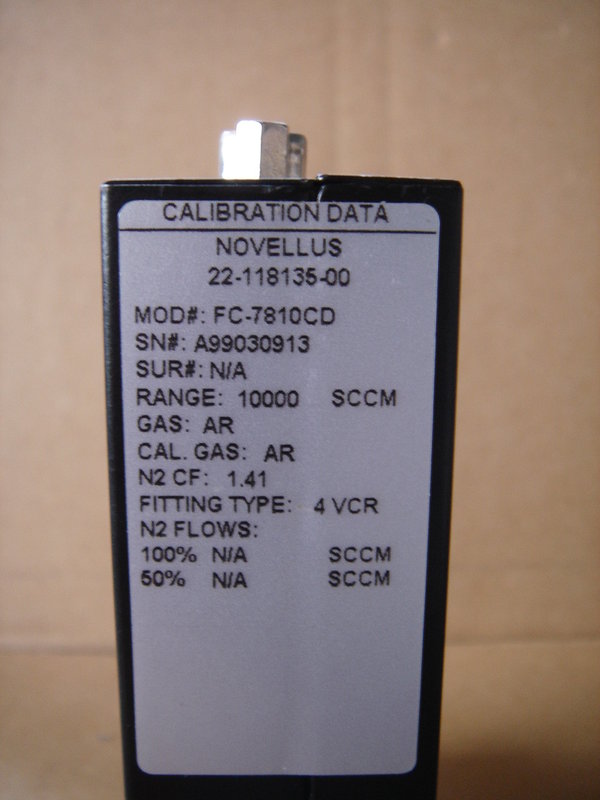 CALIBRATION DATA
NOVELLUS
22-118135-00
MOD#: FC-7810CD
SN#: A99030913
SUR#: N/A
RANGE: 10000 SCCM
GAS: AR
CAL. GAS: AR
N2 CF: 1.41
FITTING TYPE: 4 VCR
N2 FLOWS:
100% N/A SCCM
50% N/A SCCM